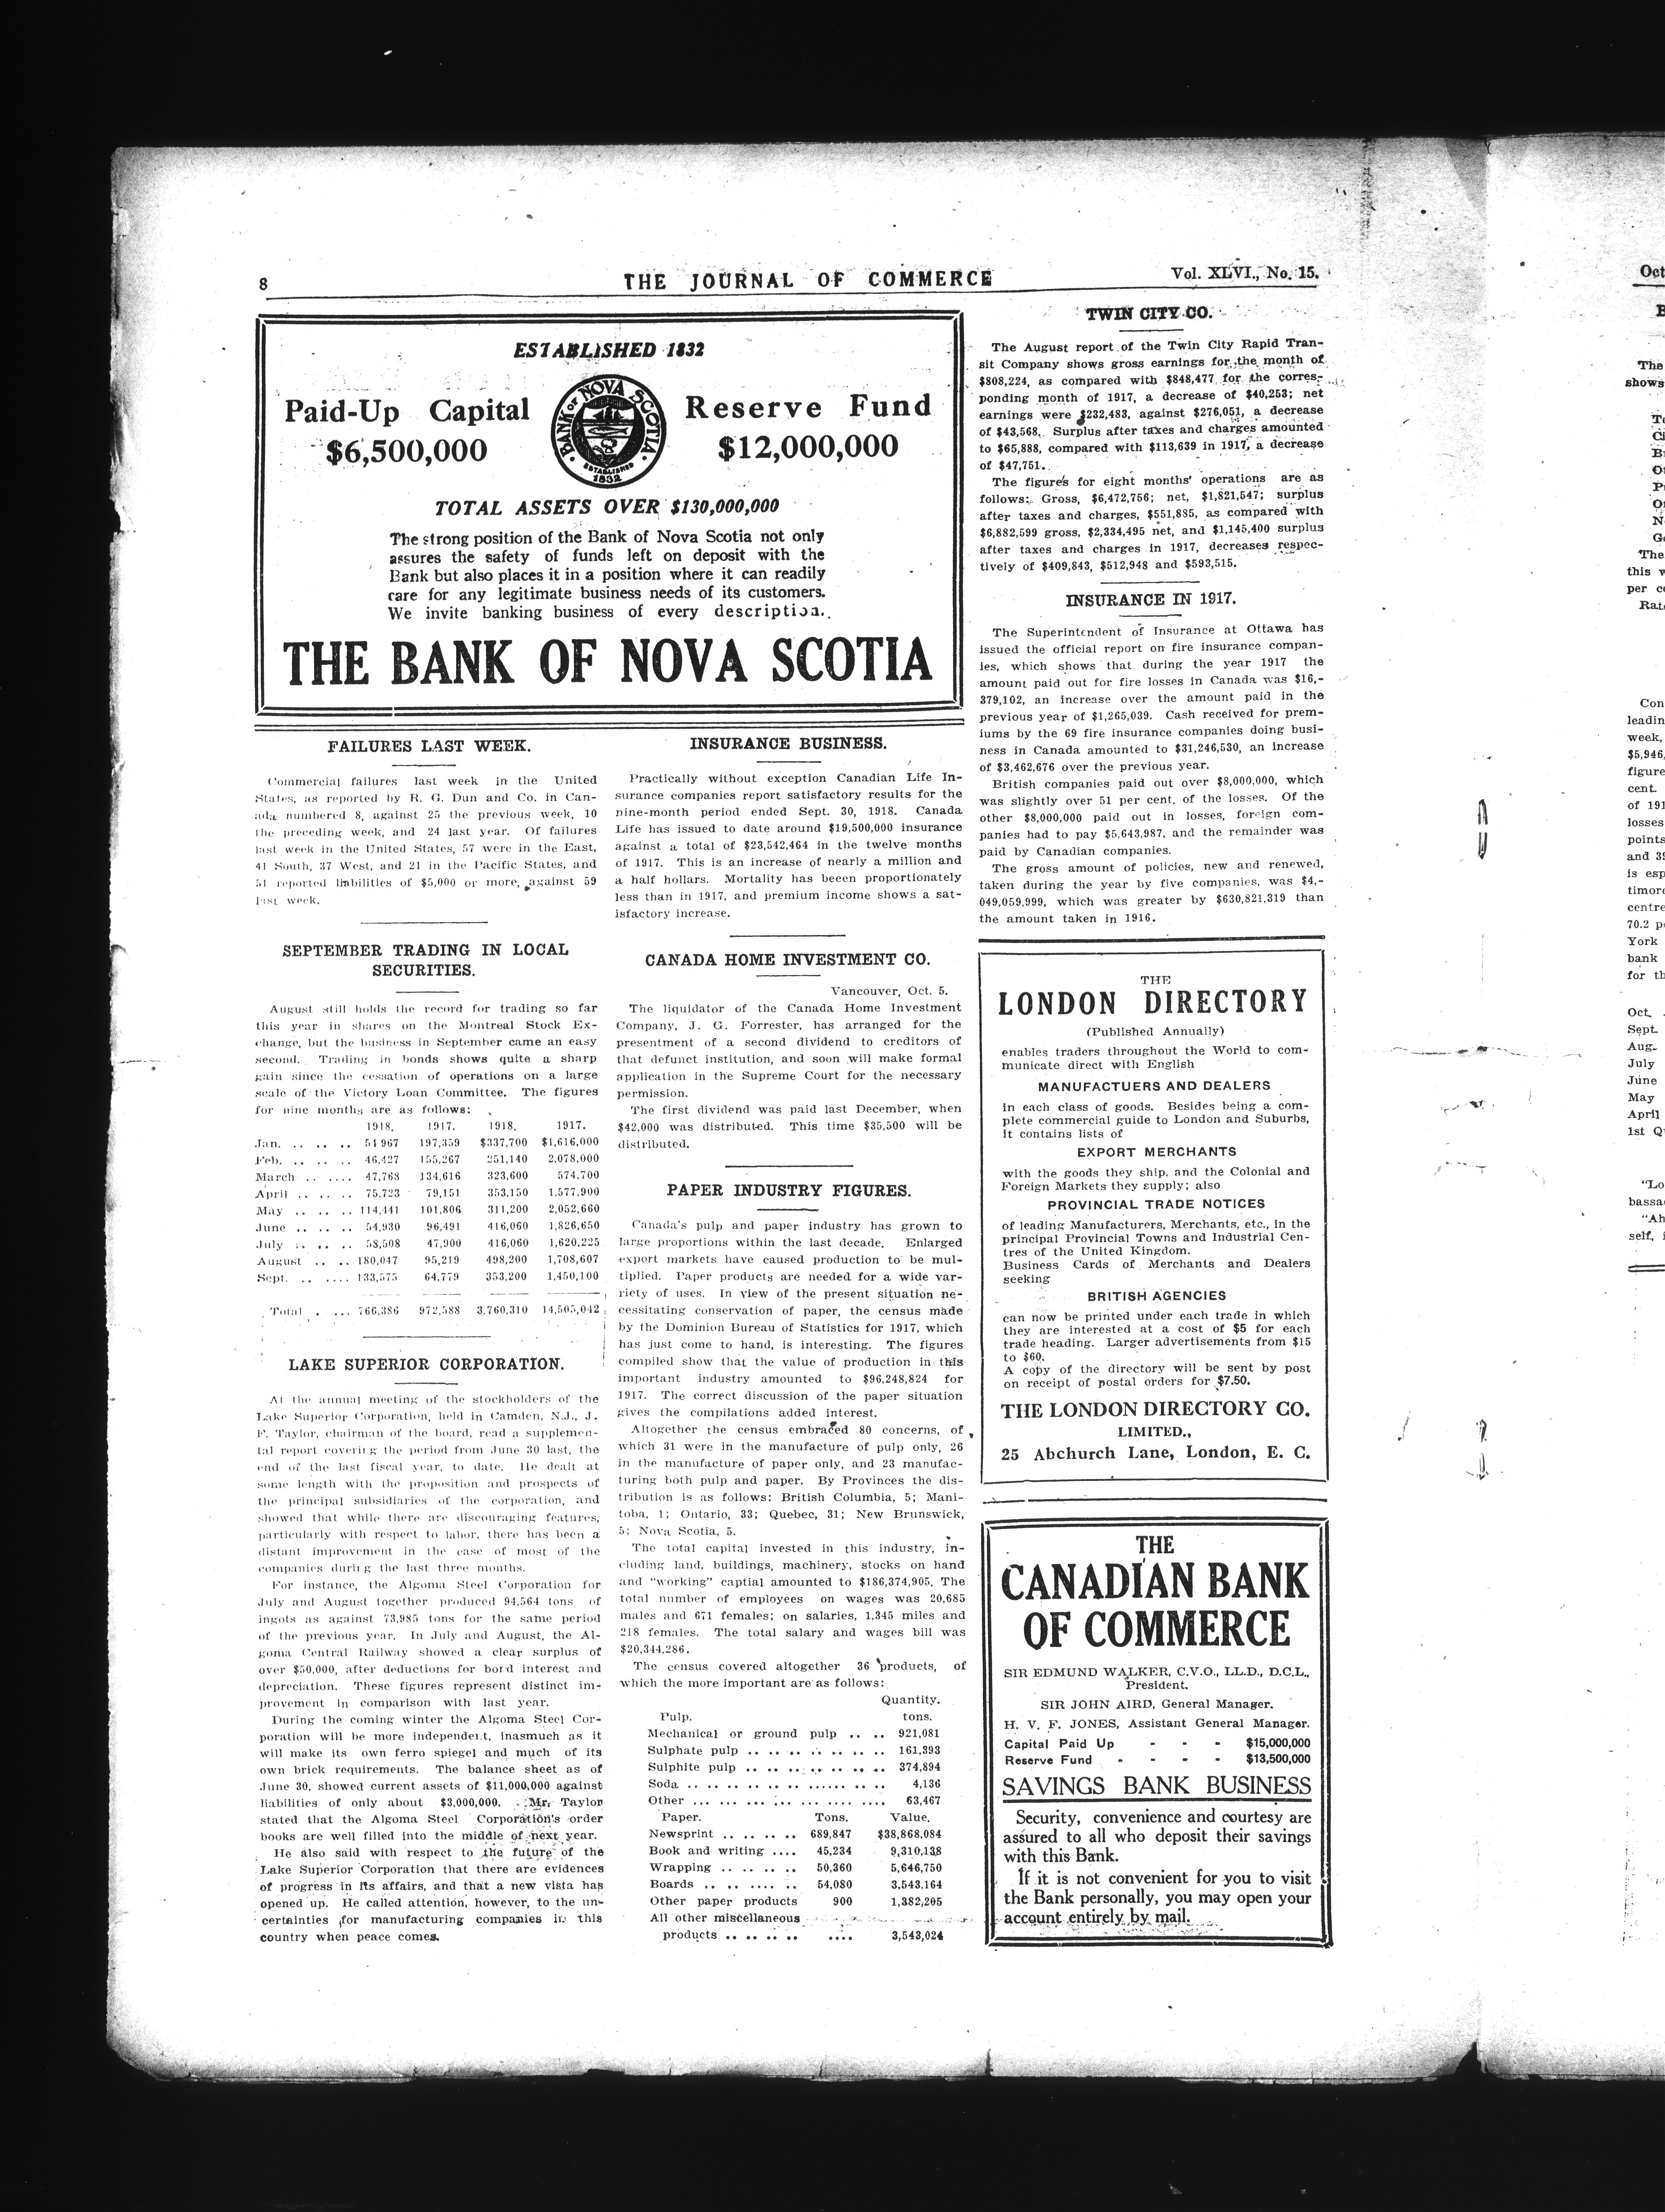 8
THE JOURNAL OF COMMERCE
Vol. XLVI., No. 15.
ESTABLISHED 1832
Paid-Up Capital
$6,500,000
BANK OF NOVA SCOTIA
ESTABLISHED
1832
Reserve Fund
$12,000,000
TOTAL ASSETS OVER $130,000,000
The strong position of the Bank of Nova Scotia not only
assures the safety of funds left on deposit with the
Bank but also places it in a position where it can readily
care for any legitimate business needs of its customers.
We invite banking business of every description.
THE BANK OF NOVA SCOTIA
FAILURES LAST WEEK.
Commercial failures last week in the United
States, as reported by R. G. Dun and Co. in Can-
ada numbered 8, against 25 the previous week, 10
the preceding week, and 24 last year. Of failures
last week in the United States, 57 were in the East,
41 South, 37 West, and 21 in the Pacific States, and
51 reported liabilities of $5,000 or more, against 59
last week.
SEPTEMBER TRADING IN LOCAL
SECURITIES.
August still holds the record for trading so far
this year in shares on the Montreal Stock Ex-
change, but the business in September came an easy
second. Trading in bonds shows quite a sharp
gain since the cessation of operations on a large
scale of the Victory Loan Committee. The figures
for nine months are as follows:
1918. 1917. 1918. 1917.
Jan. .. .. .. 51 967 197,359 $337,700 $1,616,000
Feb. .. .. .. 46,427 155,267 251,140 2,078,000
March .. .... 47,768 134,616 323,600 574,700
April .. .. .. 75,723 79,151 353,150 1,577,900
May .. .. .. 114,441 101,806 311,200 2,052,660
June .. .. .. 54,930 96,491 416,060 1,826,650
July .. .. .. 58,508 47,900 416,060 1,620,225
August .. .. 180,047 95,219 498,200 1,708,607
Sept. .. .... 133,575 64,779 353,200 1,450,100
Total . ... 766,386 972,588 3,760,310 14,505,042
LAKE SUPERIOR CORPORATION.
At the annual meeting of the stockholders of the
Lake Superior Corporation, held in Camden, N.J., J.
F. Taylor, chairman of the board, read a supplemen-
tal report covering the period from June 30 last, the
end of the last fiscal year, to date. He dealt at
some length with the proposition and prospects of
the principal subsidiaries of the corporation, and
showed that while there are discouraging features,
particularly with respect to labor, there has been a
distant improvement in the case of most of the
companies during the last three months.
For instance, the Algoma Steel Corporation for
July and August together produced 94,564 tons of
ingots as against 73,985 tons for the same period
of the previous year. In July and August, the Al-
goma Central Railway showed a clear surplus of
over $50,000, after deductions for bond interest and
depreciation. These figures represent distinct im-
provement in comparison with last year.
During the coming winter the Algoma Steel Cor-
poration will be more independent, inasmuch as it
will make its own ferro spiegel and much of its
own brick requirements. The balance sheet as of
June 30, showed current assets of $11,000,000 against
liabilities of only about $3,000,000. Mr. Taylor
stated that the Algoma Steel Corporation's order
books are well filled into the middle of next year.
He also said with respect to the future of the
Lake Superior Corporation that there are evidences
of progress in its affairs, and that a new vista has
opened up. He called attention, however, to the un-
certainties for manufacturing companies in this
country when peace comes.
INSURANCE BUSINESS.
Practically without exception Canadian Life In-
surance companies report satisfactory results for the
nine-month period ended Sept. 30, 1918. Canada
Life has issued to date around $19,500,000 insurance
against a total of $23,542,464 in the twelve months
of 1917. This is an increase of nearly a million and
a half hollars. Mortality has beeen proportionately
less than in 1917, and premium income shows a sat-
isfactory increase.
CANADA HOME INVESTMENT CO.
Vancouver, Oct. 5.
The liquidator of the Canada Home Investment
Company, J. G. Forrester, has arranged for the
presentment of a second dividend to creditors of
that defunct institution, and soon will make formal
application in the Supreme Court for the necessary
permission.
The first dividend was paid last December, when
$42,000 was distributed. This time $35,500 will be
distributed.
PAPER INDUSTRY FIGURES.
Canada's pulp and paper industry has grown to
large proportions within the last decade. Enlarged
export markets have caused production to be mul-
tiplied. Paper products are needed for a wide var-
riety of uses. In view of the present situation ne-
cessitating conservation of paper, the census made
by the Dominion Bureau of Statistics for 1917, which
has just come to hand, is interesting. The figures
compiled show that the value of production in this
important industry amounted to $96,248,824 for
1917. The correct discussion of the paper situation
gives the compilations added interest.
Altogether the census embraced 80 concerns, of
which 31 were in the manufacture of pulp only, 26
in the manufacture of paper only, and 23 manufac-
turing both pulp and paper. By Provinces the dis-
tribution is as follows: British Columbia, 5; Mani-
toba, 1; Ontario, 33; Quebec, 31; New Brunswick,
5; Nova Scotia, 5.
The total capital invested in this industry, in-
cluding land, buildings, machinery, stocks on hand
and "working" captial amounted to $186,374,905. The
total number of employees on wages was 20,685
males and 671 females; on salaries, 1,345 miles and
218 females. The total salary and wages bill was
$20,344,286.
The census covered altogether 36 products, of
which the more important are as follows:
Quantity.
Pulp. tons.
Mechanical or ground pulp .. .. 921,081
Sulphate pulp .. .. .. .. .. .. .. 161,393
Sulphite pulp .. .. .. .. .. .. .. 374,894
Soda .. .. .. .. .. .. ...... .. .. 4,136
Other ... ... ... ... ... .... .... 63,467
Paper. Tons. Value.
Newsprint .. .. .. .. 689,847 $38,868,084
Book and writing .... 45,234 9,310,138
Wrapping .. .. .. .. 50,360 5,646,750
Boards .. .. .... .. 54,080 3,543,164
Other paper products 900 1,382,205
All other miscellaneous
products .. .. .. .. .... 3,543,024
TWIN CITY CO.
The August report of the Twin City Rapid Tran-
sit Company shows gross earnings for the month of
$808,224, as compared with $848,477 for the corres-
ponding month of 1917, a decrease of $40,253; net
earnings were $232,483, against $276,051, a decrease
of $43,568. Surplus after taxes and charges amounted
to $65,888, compared with $113,639 in 1917, a decrease
of $47,751.
The figures for eight months' operations are as
follows: Gross, $6,472,756; net, $1,821,547; surplus
after taxes and charges, $551,885, as compared with
$6,882,599 gross, $2,334,495 net, and $1,145,400 surplus
after taxes and charges in 1917, decreases respec-
tively of $409,843, $512,948 and $593,515.
INSURANCE IN 1917.
The Superintendent of Insurance at Ottawa has
issued the official report on fire insurance compan-
ies, which shows that during the year 1917 the
amount paid out for fire losses in Canada was $16,-
379,102, an increase over the amount paid in the
previous year of $1,265,039. Cash received for prem-
iums by the 69 fire insurance companies doing busi-
ness in Canada amounted to $31,246,530, an increase
of $3,462,676 over the previous year.
British companies paid out over $8,000,000, which
was slightly over 51 per cent. of the losses. Of the
other $8,000,000 paid out in losses, foreign com-
panies had to pay $5,643,987, and the remainder was
paid by Canadian companies.
The gross amount of policies, new and renewed,
taken during the year by five companies, was $4,-
049,059,999, which was greater by $630,821,319 than
the amount taken in 1916.
THE
LONDON DIRECTORY
(Published Annually)
enables traders throughout the World to com-
municate direct with English
MANUFACTUERS AND DEALERS
in each class of goods. Besides being a com-
plete commercial guide to London and Suburbs,
it contains lists of
EXPORT MERCHANTS
with the goods they ship, and the Colonial and
Foreign Markets they supply; also
PROVINCIAL TRADE NOTICES
of leading Manufacturers, Merchants, etc., in the
principal Provincial Towns and Industrial Cen-
tres of the United Kingdom.
Business Cards of Merchants and Dealers
seeking
BRITISH AGENCIES
can now be printed under each trade in which
they are interested at a cost of $5 for each
trade heading. Larger advertisements from $15
to $60.
A copy of the directory will be sent by post
on receipt of postal orders for $7.50.
THE LONDON DIRECTORY CO.
LIMITED.,
25 Abchurch Lane, London, E. C.
THE
CANADIAN BANK
OF COMMERCE
SIR EDMUND WALKER, C.V.O., LL.D., D.C.L.,
President.
SIR JOHN AIRD, General Manager.
H. V. F. JONES, Assistant General Manager.
Capital Paid Up - - - $15,000,000
Reserve Fund - - - - $13,500,000
SAVINGS BANK BUSINESS
Security, convenience and courtesy are
assured to all who deposit their savings
with this Bank.
If it is not convenient for you to visit
the Bank personally, you may open your
account entirely by mail.
Oct
The
shows
The
this
per
Con
leadin
week,
$5,946,
figure
cent.
of 191
losses
points
and
is esp
timore
centre
70.2
York
bank
for th
Oct.
Sept.
Aug.
July
June
May
April
1st Q
"Lo
bassa
"Ah
self,